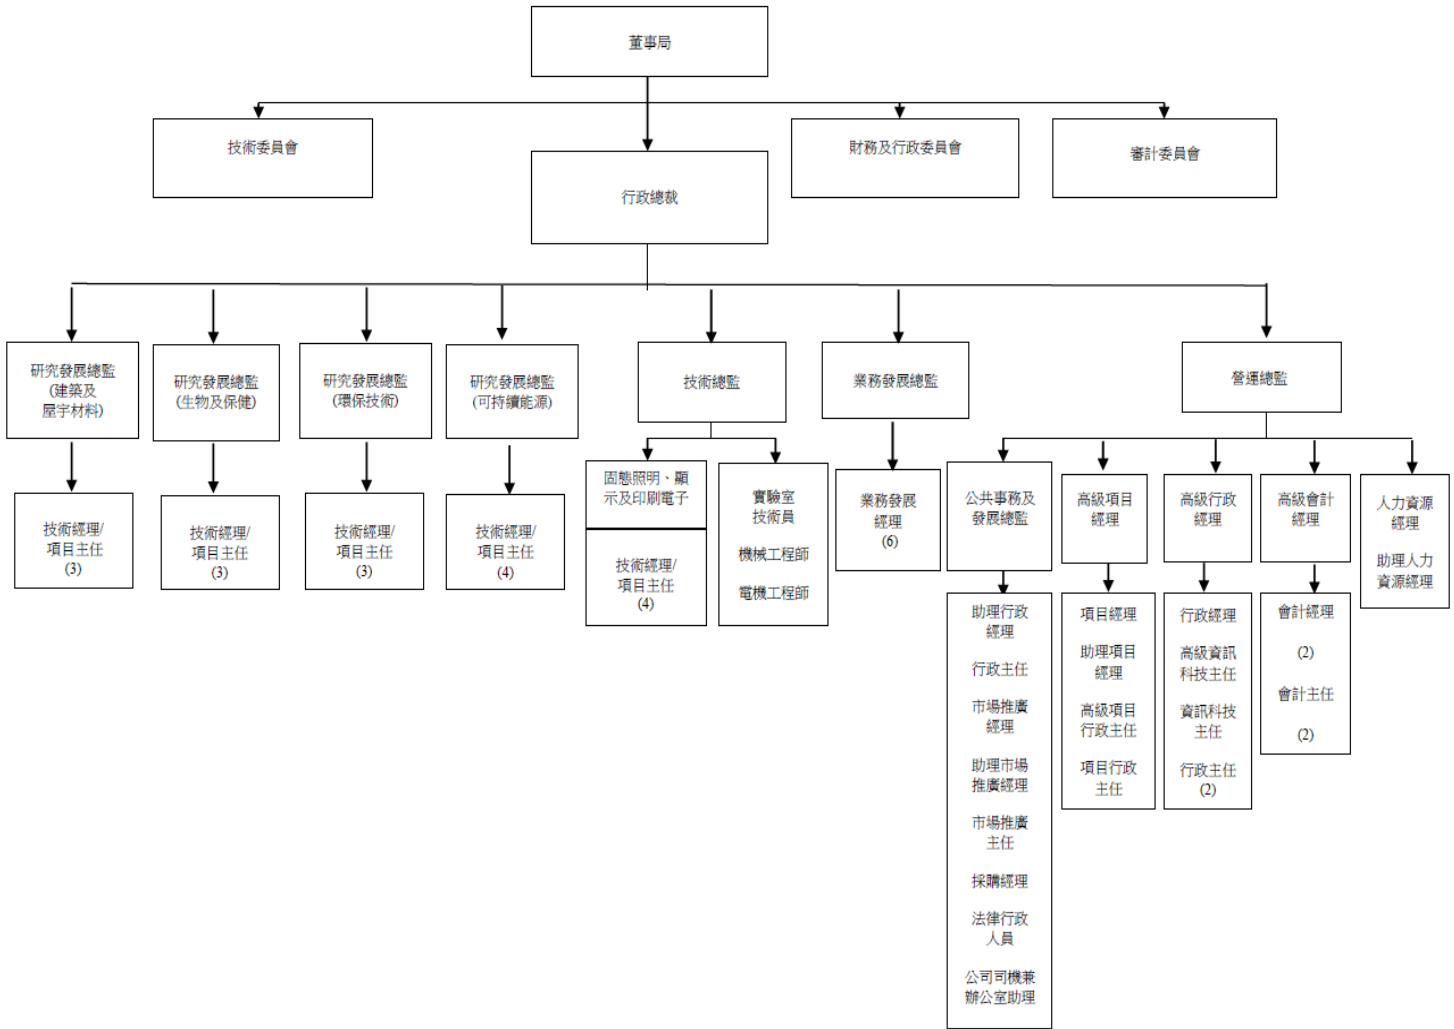 董事局
技術委員會
財務及行政委員會
審計委員會
行政總裁
研究發展總監
(建築及
屋宇材料)
研究發展總監
(生物及保健)
研究發展總監
(環保技術)
研究發展總監
(可持續能源)
技術總監
業務發展總監
營運總監
技術經理/
項目主任
(3)
技術經理/
項目主任
(3)
技術經理/
項目主任
(3)
技術經理/
項目主任
(4)
固態照明、顯
示及印刷電子
技術經理/
項目主任
(4)
實驗室
技術員
機械工程師
電機工程師
業務發展
經理
(6)
公共事務及
發展總監
高級項目
經理
高級行政
經理
高級會計
經理
人力資源
經理
助理人力
資源經理
助理行政
經理
行政主任
市場推廣
經理
助理市場
推廣經理
市場推廣
主任
採購經理
法律行政
人員
公司司機兼
辦公室助理
項目經理
助理項目
經理
高級項目
行政主任
項目行政
主任
行政經理
高級資訊
科技主任
資訊科技
主任
行政主任
(2)
會計經理
(2)
會計主任
(2)